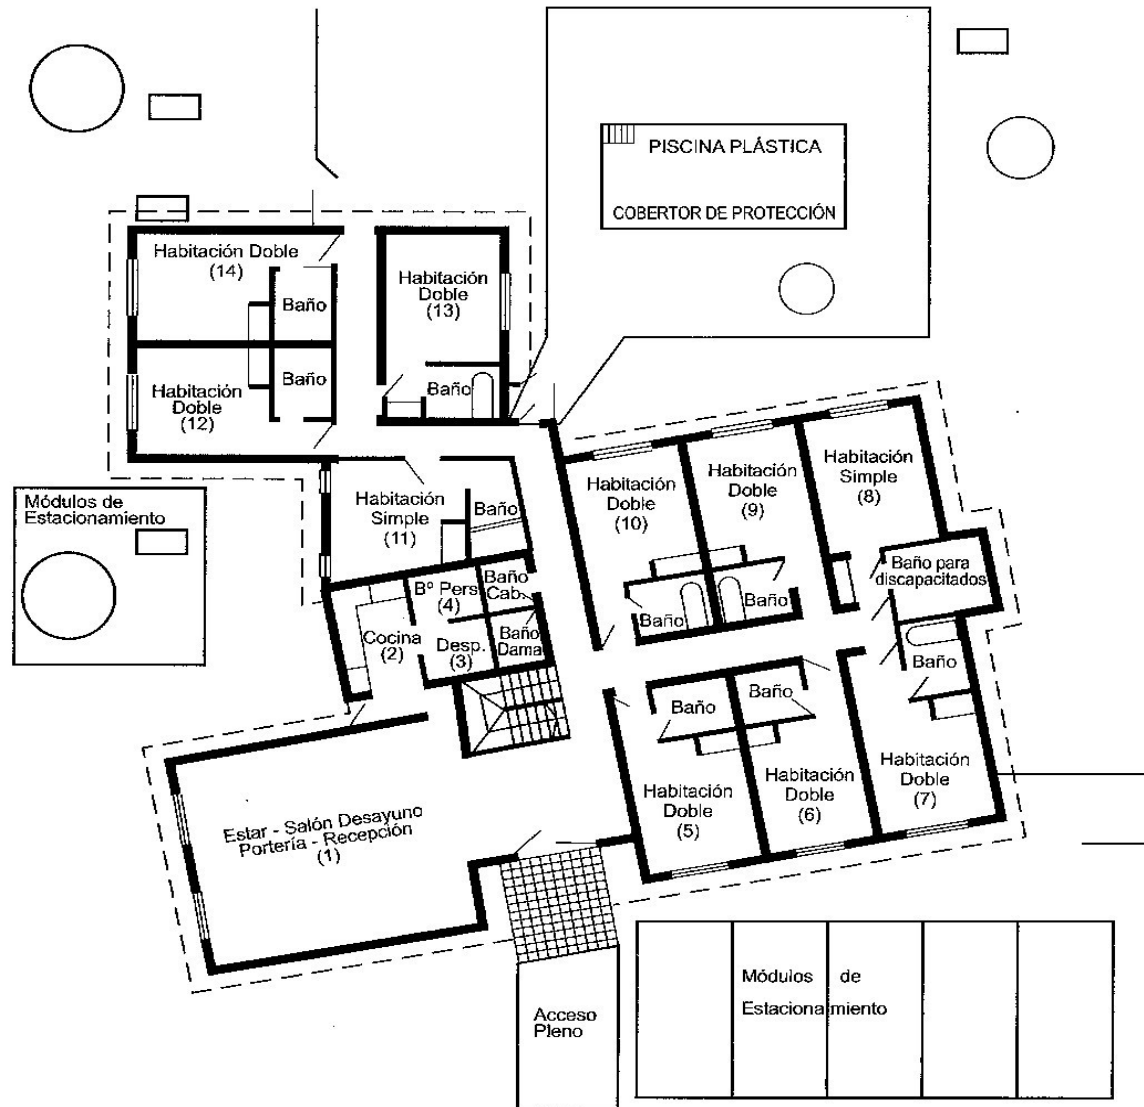 PISCINA PLÁSTICA
COBERTOR DE PROTECCIÓN
Habitación Doble
(14)
Baño
Habitación
Doble
(13)
Baño
Habitación
Doble
(12)
Baño
Módulos de
Estacionamiento
Habitación
Simple
(11)
Baño
Habitación
Doble
(10)
Baño
Habitación
Doble
(9)
Baño
Habitación
Simple
(8)
Baño para
discapacitados
Bº Pers.
(4)
Baño
Cab.
Cocina
(2)
Desp.
(3)
Baño
Dama
Baño
Baño
Baño
Habitación
Doble
(5)
Habitación
Doble
(6)
Habitación
Doble
(7)
Estar - Salón Desayuno
Portería - Recepción
(1)
Acceso
Pleno
Módulos de
Estacionamiento